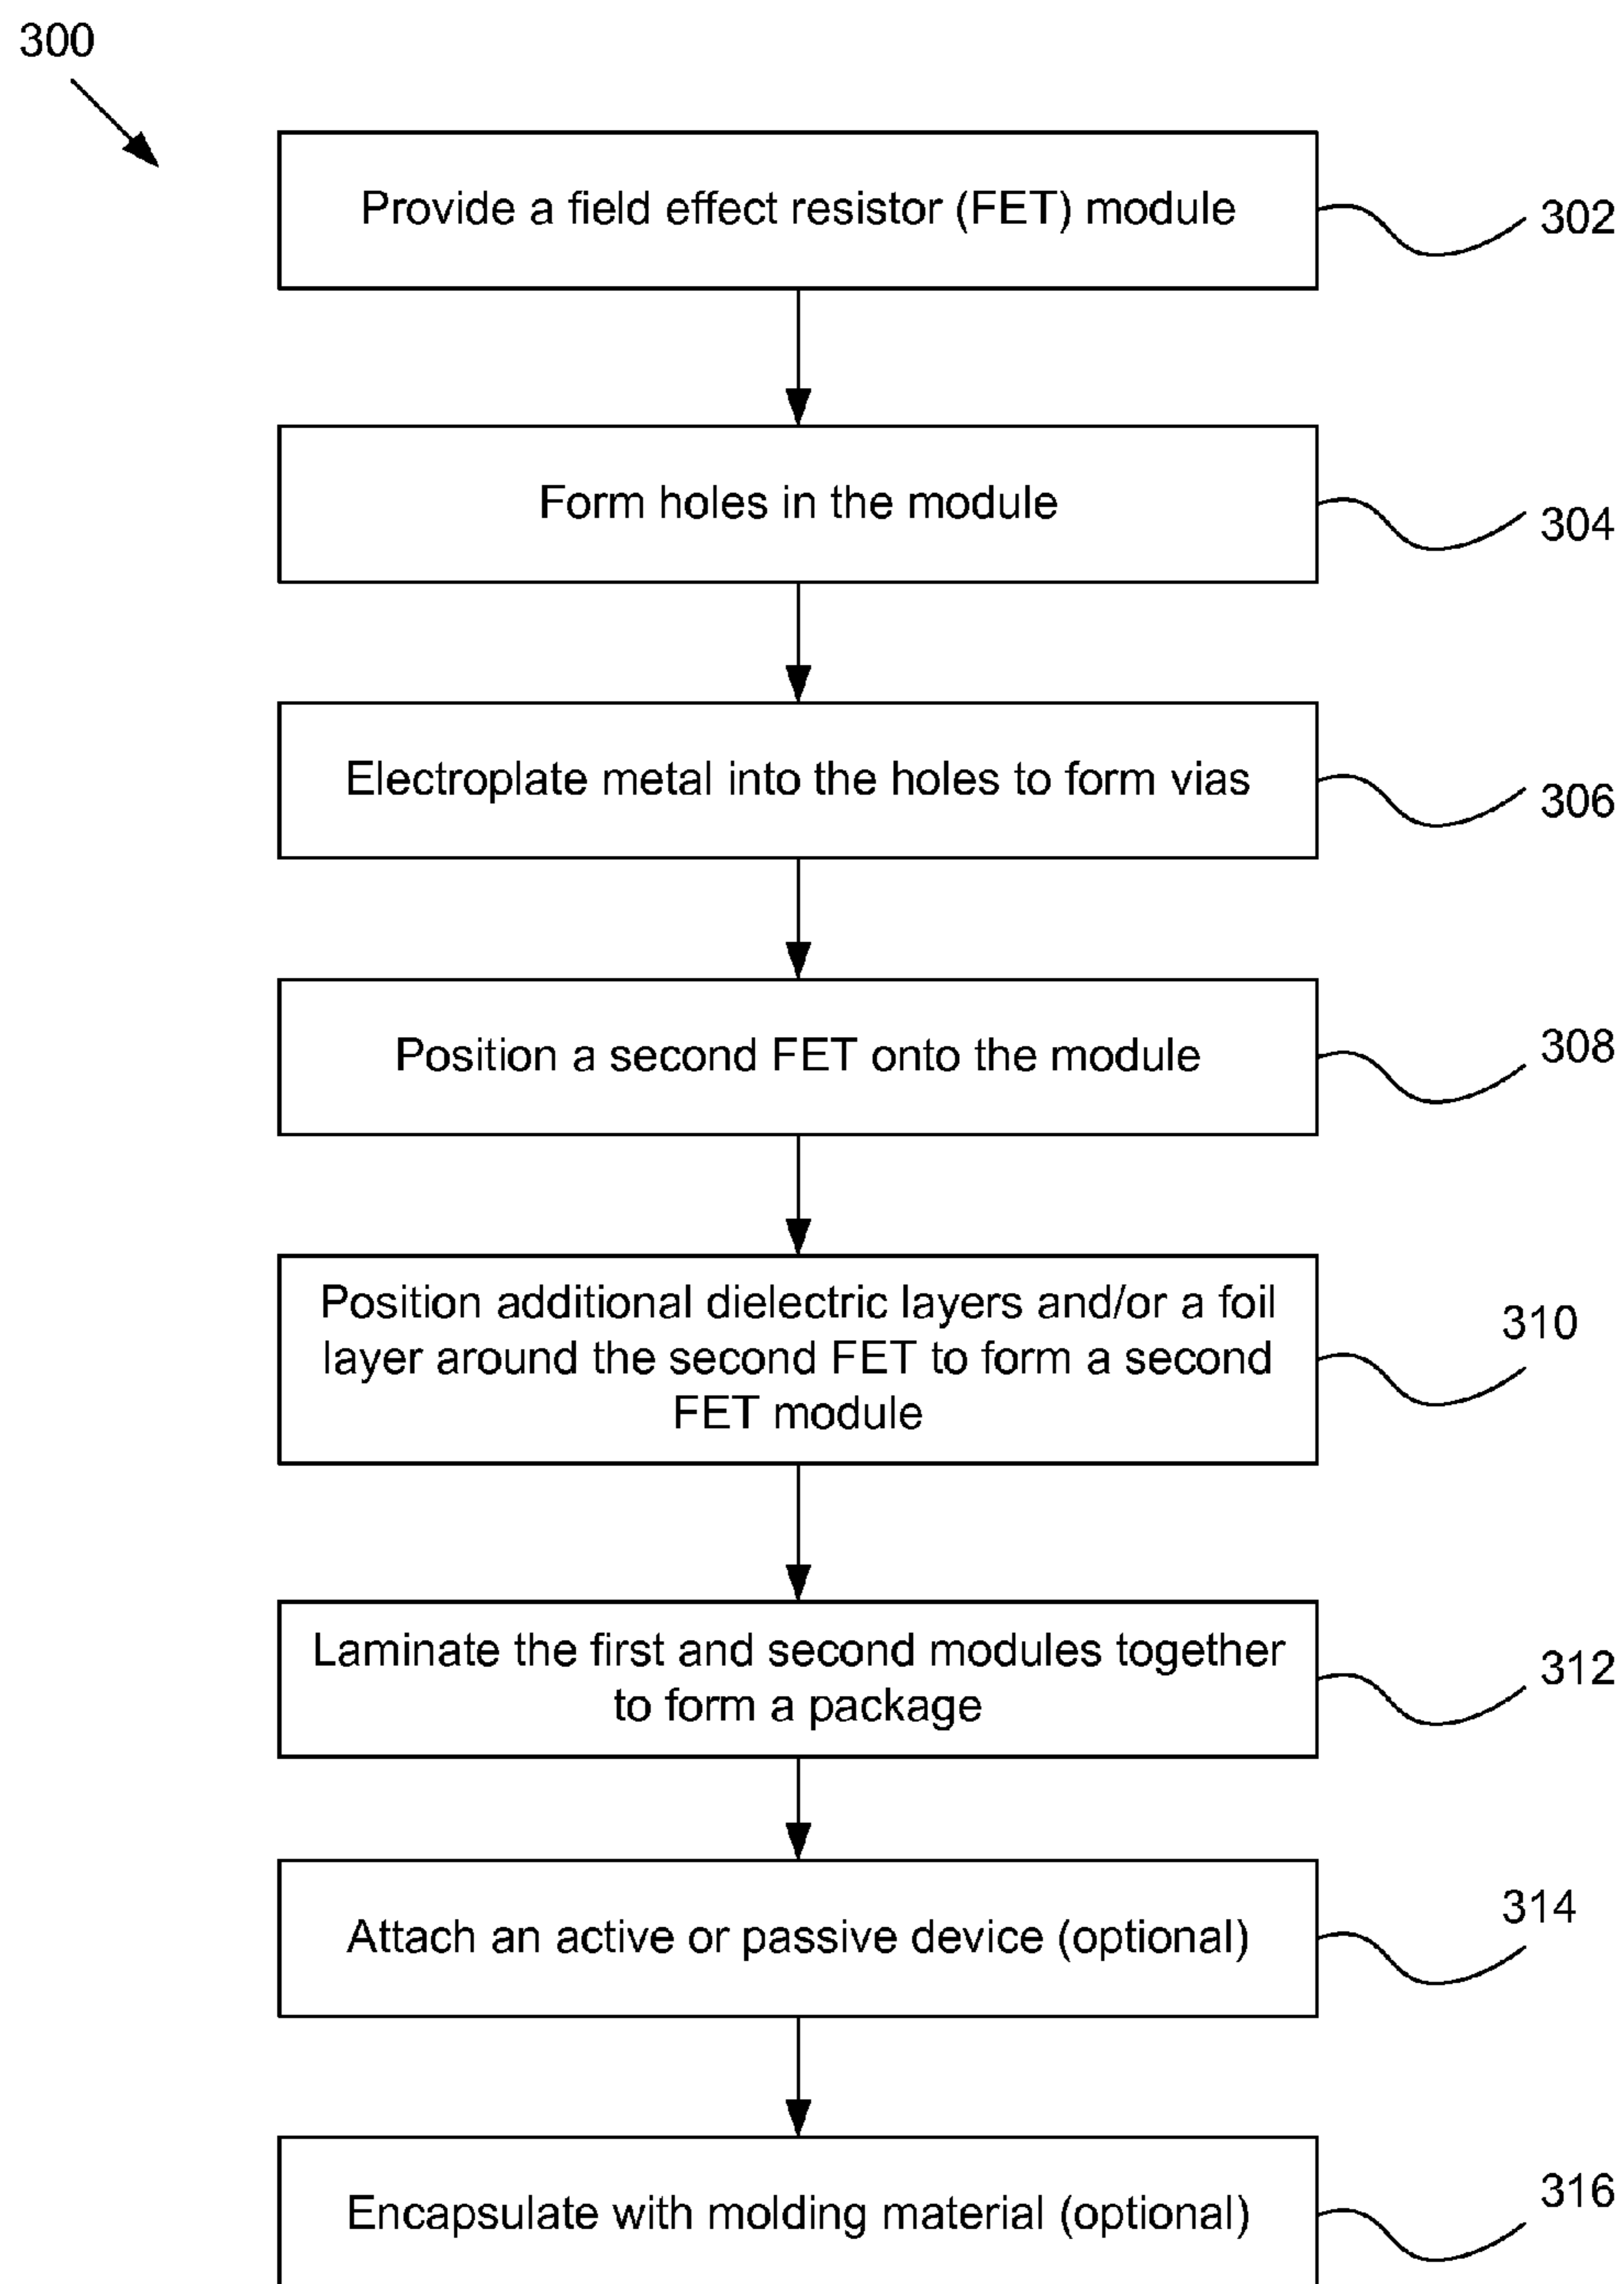 300
Provide a field effect resistor (FET) module
302
Form holes in the module
304
Electroplate metal into the holes to form vias
306
Position a second FET onto the module
308
Position additional dielectric layers and/or a foil
layer around the second FET to form a second
FET module
310
Laminate the first and second modules together
to form a package
312
Attach an active or passive device (optional)
314
Encapsulate with molding material (optional)
316